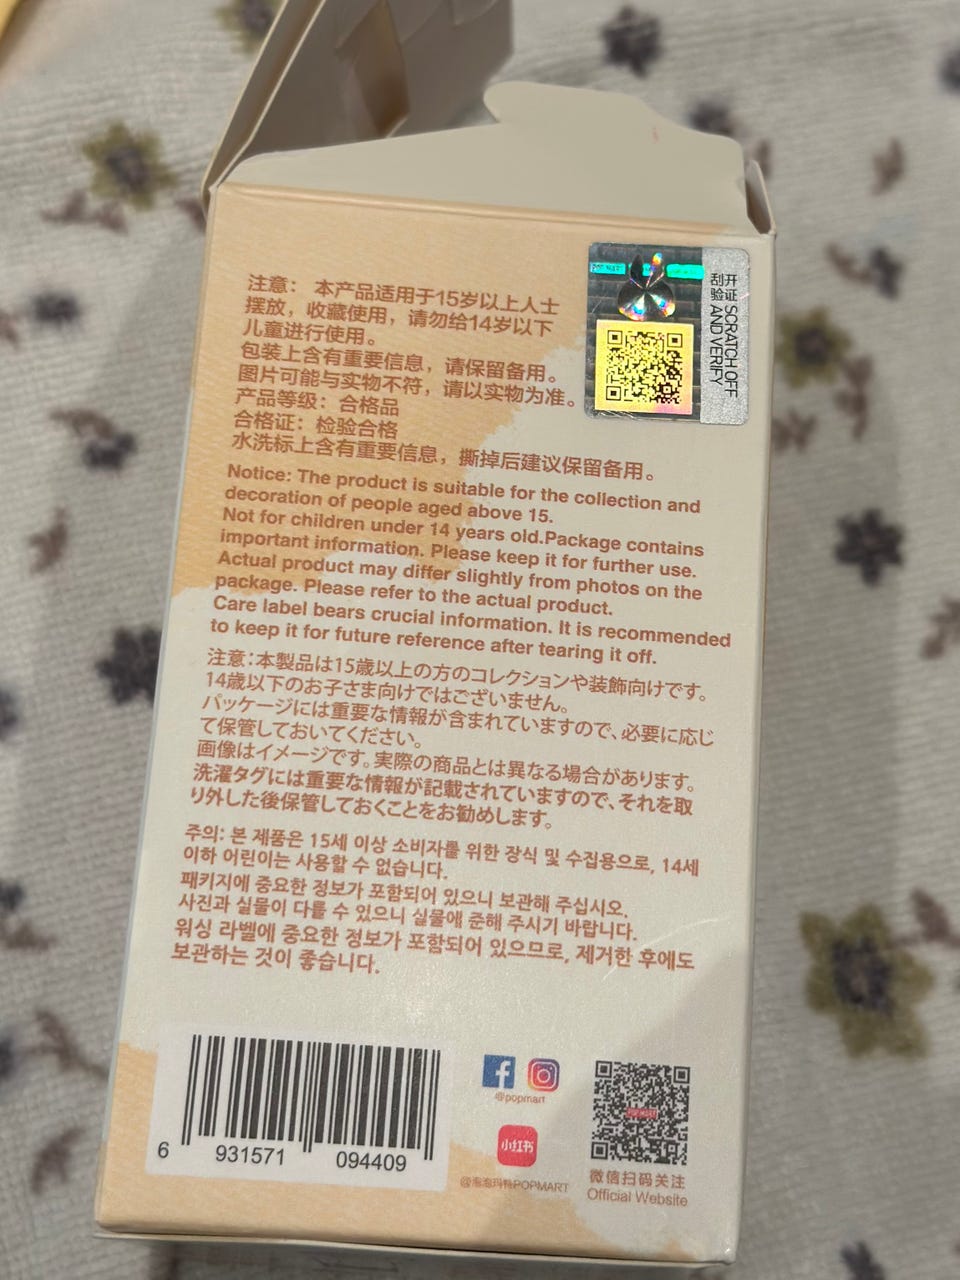 注意： 本产品适用于15岁以上人士
摆放，收藏使用，请勿给14岁以下
儿童进行使用。
包装上含有重要信息，请保留备用。
图片可能与实物不符，请以实物为准。
产品等级：合格品
合格证：检验合格
水洗标上含有重要信息，撕掉后建议保留备用。
POP MART
刮开
验证
SCRATCH OFF
AND VERIFY
Notice: The product is suitable for the collection and
decoration of people aged above 15.
Not for children under 14 years old.Package contains
important information. Please keep it for further use.
Actual product may differ slightly from photos on the
package. Please refer to the actual product.
Care label bears crucial information. It is recommended
to keep it for future reference after tearing it off.
注意：本製品は15歳以上の方のコレクションや装飾向けです。
14歳以下のお子さま向けではございません。
パッケージには重要な情報が含まれていますので、必要に応じ
て保管しておいてください。
画像はイメージです。実際の商品とは異なる場合があります。
洗濯タグには重要な情報が記載されていますので、それを取
り外した後保管しておくことをお勧めします。
주의: 본 제품은 15세 이상 소비자를 위한 장식 및 수집용으로, 14세
이하 어린이는 사용할 수 없습니다.
패키지에 중요한 정보가 포함되어 있으니 보관해 주십시오.
사진과 실물이 다를 수 있으니 실물에 준해 주시기 바랍니다.
워싱 라벨에 중요한 정보가 포함되어 있으므로, 제거한 후에도
보관하는 것이 좋습니다.
6 931571 094409
@popmart
小红书
@泡泡玛特POPMART
POP MART
微信扫码关注
Official Website